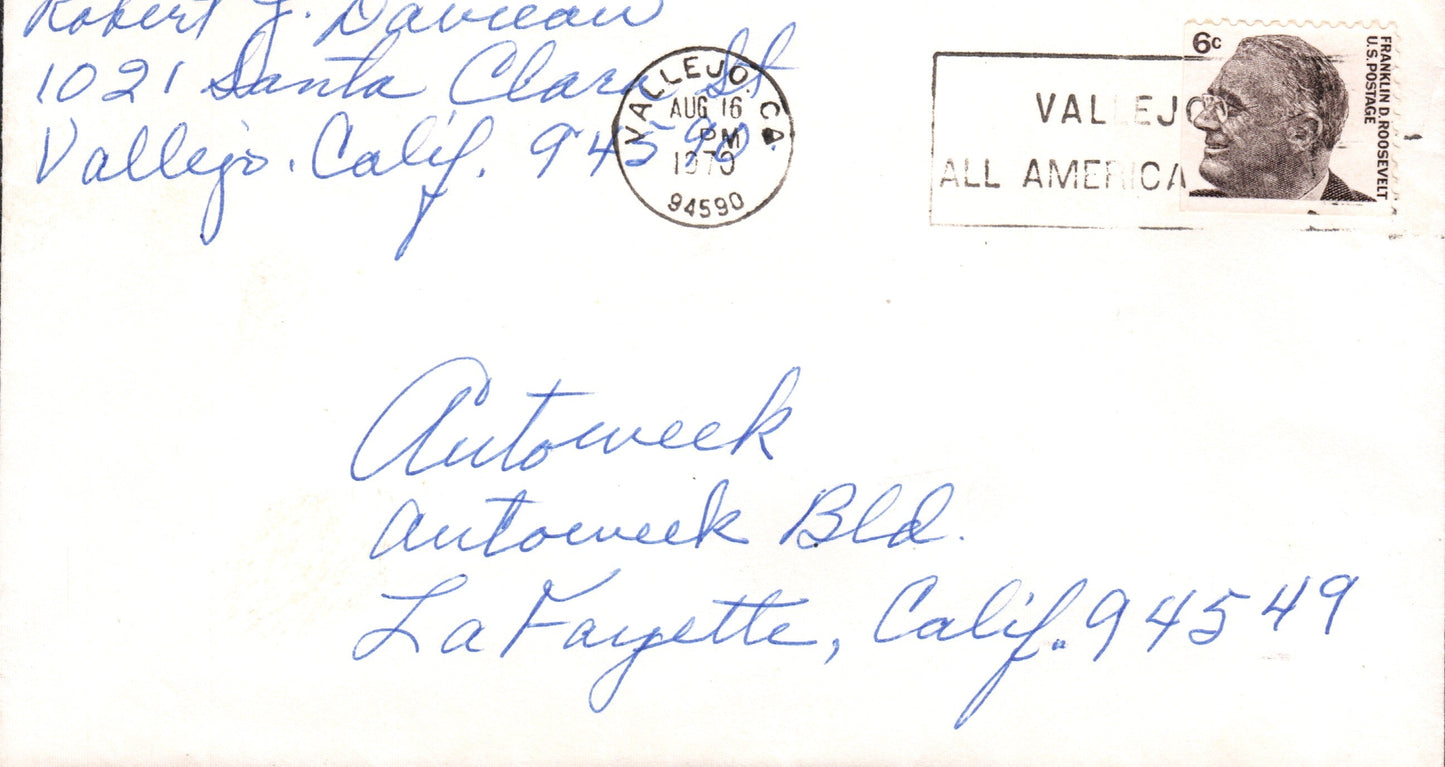 Robert J.
1021 Santa Clara St
Vallejo. Calif. 94590.
VALLEJO, CA
AUG 16
PM
1970
94590
VALLEJO
ALL AMERICA
6c
FRANKLIN D. ROOSEVELT
U.S. POSTAGE
Autoweek
Autoweek Bld.
LaFayette, Calif. 94549